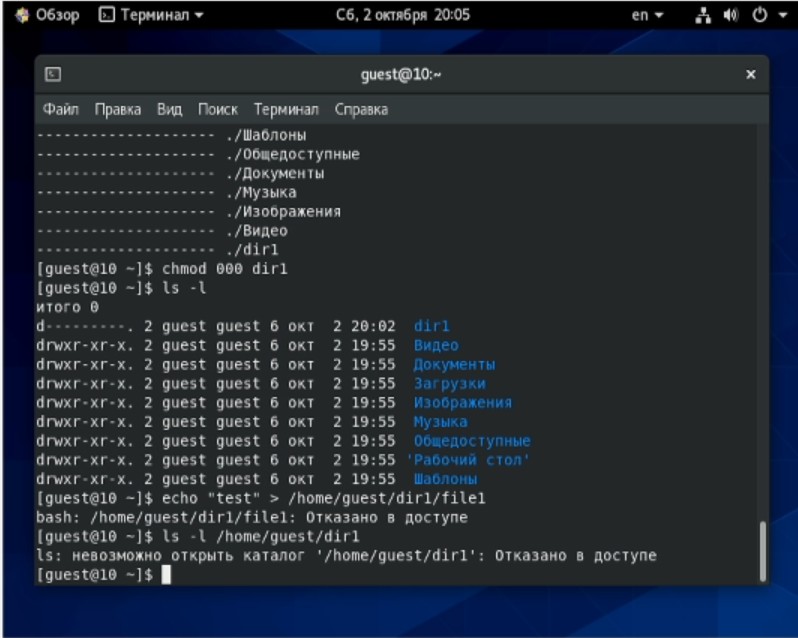 Обзор Терминал Сб, 2 октября 20:05 en
guest@10:~ ×
Файл Правка Вид Поиск Терминал Справка
-------------------- ./Шаблоны
-------------------- ./Общедоступные
-------------------- ./Документы
-------------------- ./Музыка
-------------------- ./Изображения
-------------------- ./Видео
-------------------- ./dir1
[guest@10 ~]$ chmod 000 dir1
[guest@10 ~]$ ls -l
итого 0
d---------. 2 guest guest 6 окт  2 20:02  dir1
drwxr-xr-x. 2 guest guest 6 окт  2 19:55  Видео
drwxr-xr-x. 2 guest guest 6 окт  2 19:55  Документы
drwxr-xr-x. 2 guest guest 6 окт  2 19:55  Загрузки
drwxr-xr-x. 2 guest guest 6 окт  2 19:55  Изображения
drwxr-xr-x. 2 guest guest 6 окт  2 19:55  Музыка
drwxr-xr-x. 2 guest guest 6 окт  2 19:55  Общедоступные
drwxr-xr-x. 2 guest guest 6 окт  2 19:55 'Рабочий стол'
drwxr-xr-x. 2 guest guest 6 окт  2 19:55  Шаблоны
[guest@10 ~]$ echo "test" > /home/guest/dir1/file1
bash: /home/guest/dir1/file1: Отказано в доступе
[guest@10 ~]$ ls -l /home/guest/dir1
ls: невозможно открыть каталог '/home/guest/dir1': Отказано в доступе
[guest@10 ~]$